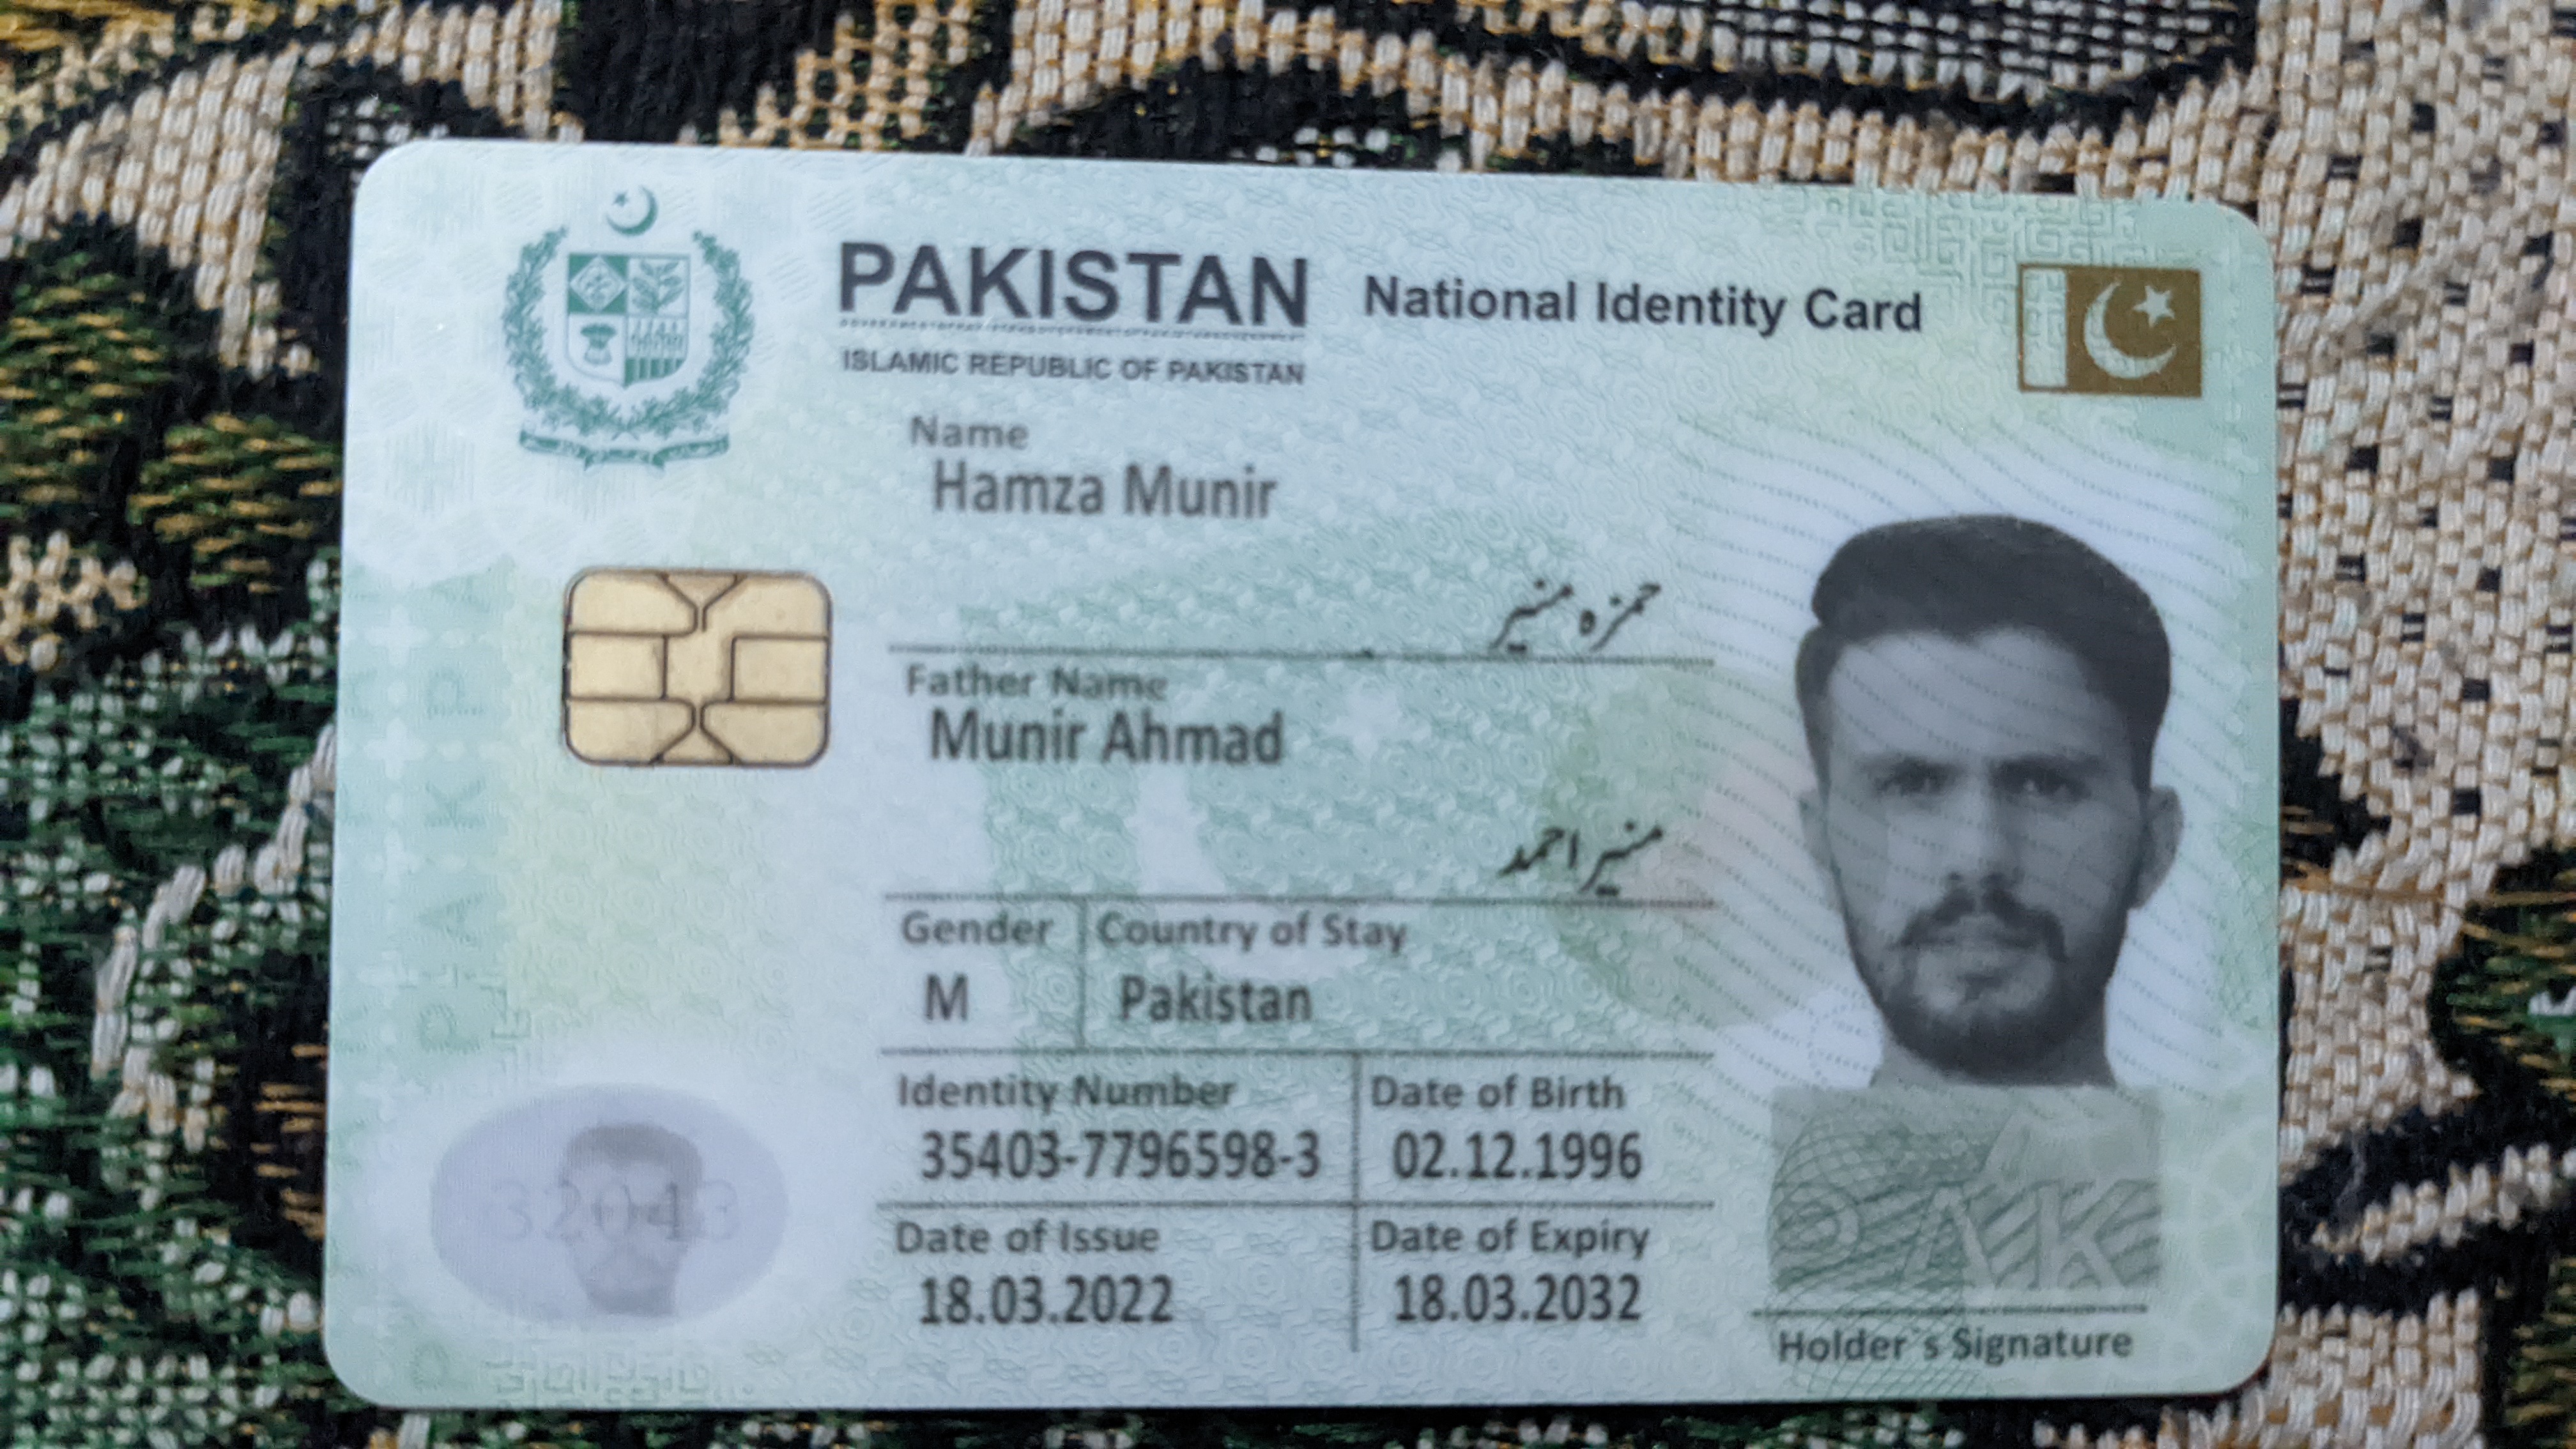 PAKISTAN National Identity Card
ISLAMIC REPUBLIC OF PAKISTAN
Name
Hamza Munir
حمزہ منیر
Father Name
Munir Ahmad
منیر احمد
Gender Country of Stay
M Pakistan
Identity Number Date of Birth
35403-7796598-3 02.12.1996
Date of Issue Date of Expiry
18.03.2022 18.03.2032
Holder`s Signature
PAK
32043